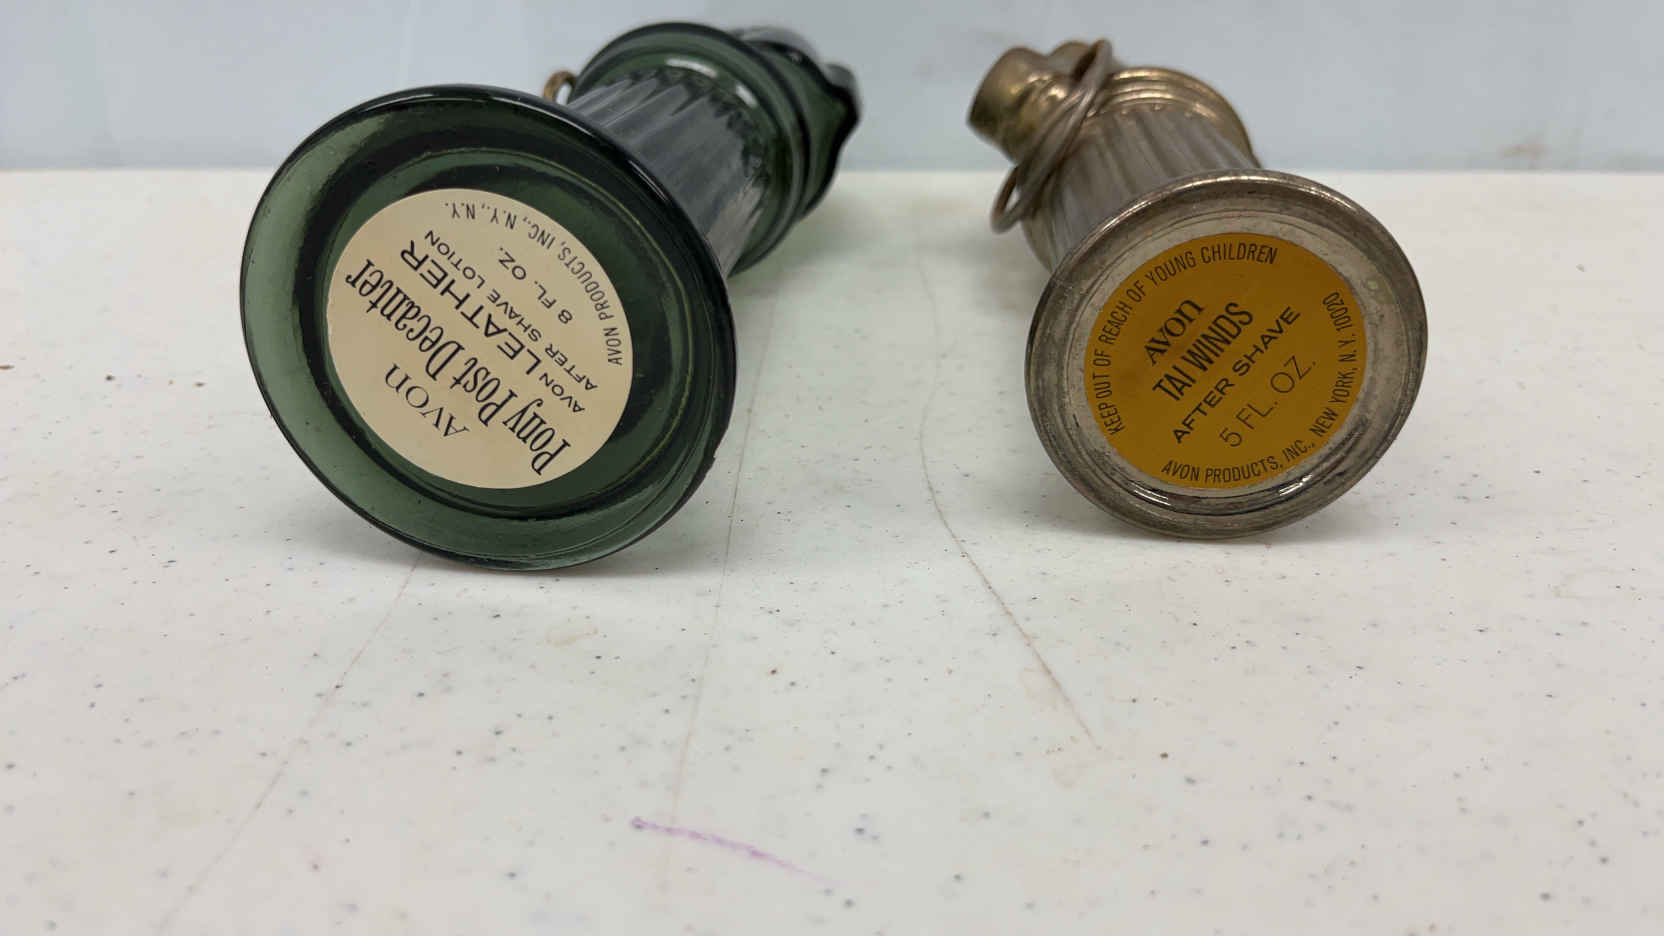 AVON
Pony Post Decanter
AVON LEATHER
AFTER SHAVE LOTION
8 FL. OZ.
AVON PRODUCTS, INC., N.Y., N.Y.
KEEP OUT OF REACH OF YOUNG CHILDREN
AVON
TAI WINDS
AFTER SHAVE
5 FL. OZ.
AVON PRODUCTS, INC., NEW YORK, N.Y. 10020